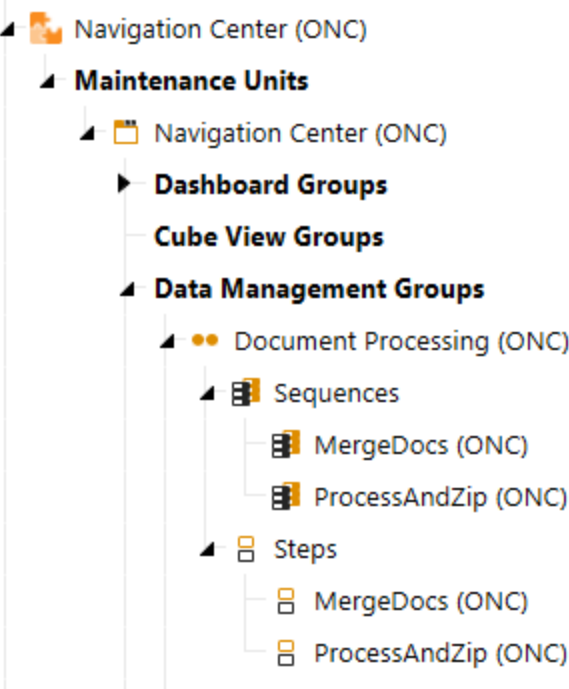 Navigation Center (ONC)
Maintenance Units
Navigation Center (ONC)
Dashboard Groups
Cube View Groups
Data Management Groups
Document Processing (ONC)
Sequences
MergeDocs (ONC)
ProcessAndZip (ONC)
Steps
MergeDocs (ONC)
ProcessAndZip (ONC)